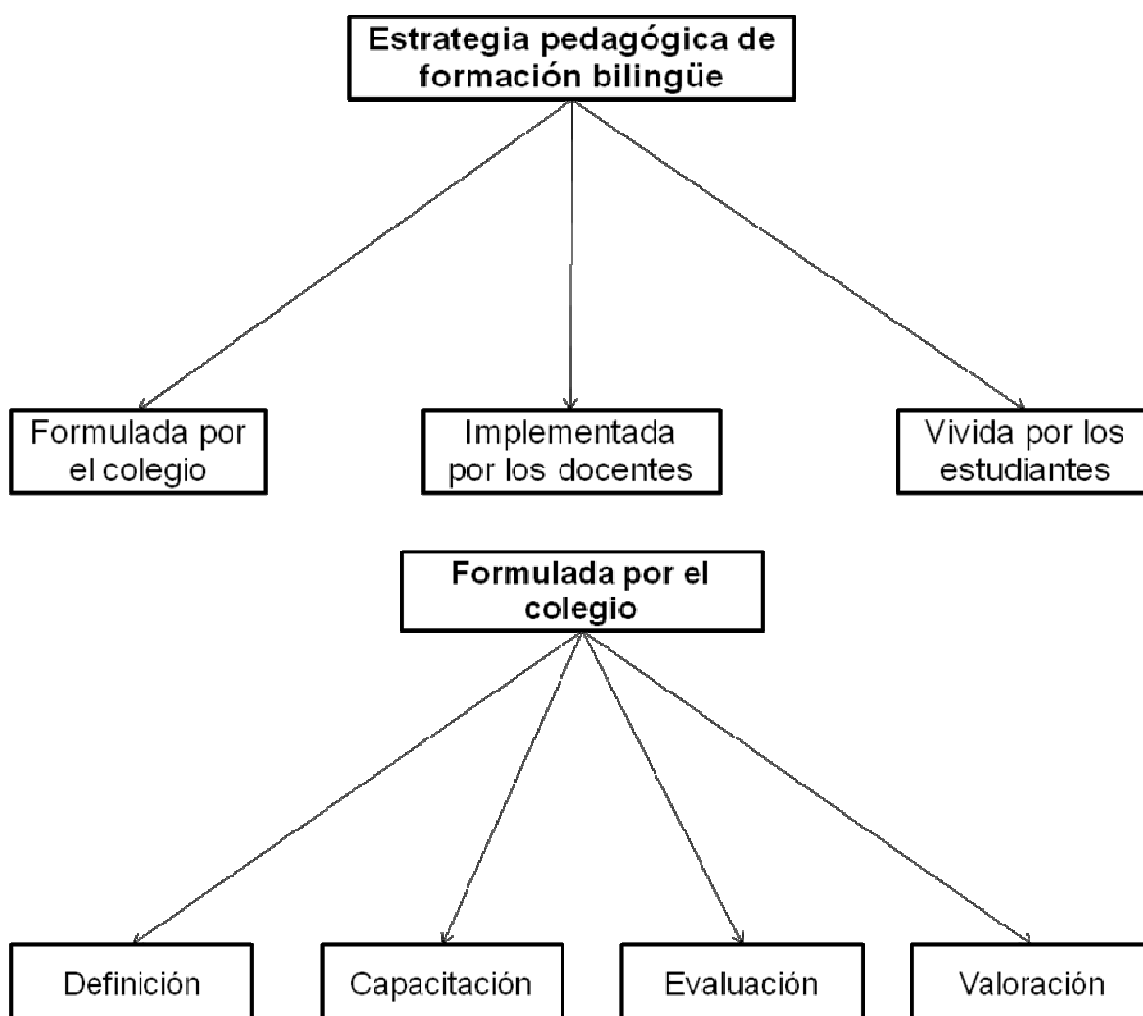 Estrategia pedagógica de
formación bilingüe
Formulada por
el colegio
Implementada
por los docentes
Vivida por los
estudiantes
Formulada por el
colegio
Definición
Capacitación
Evaluación
Valoración